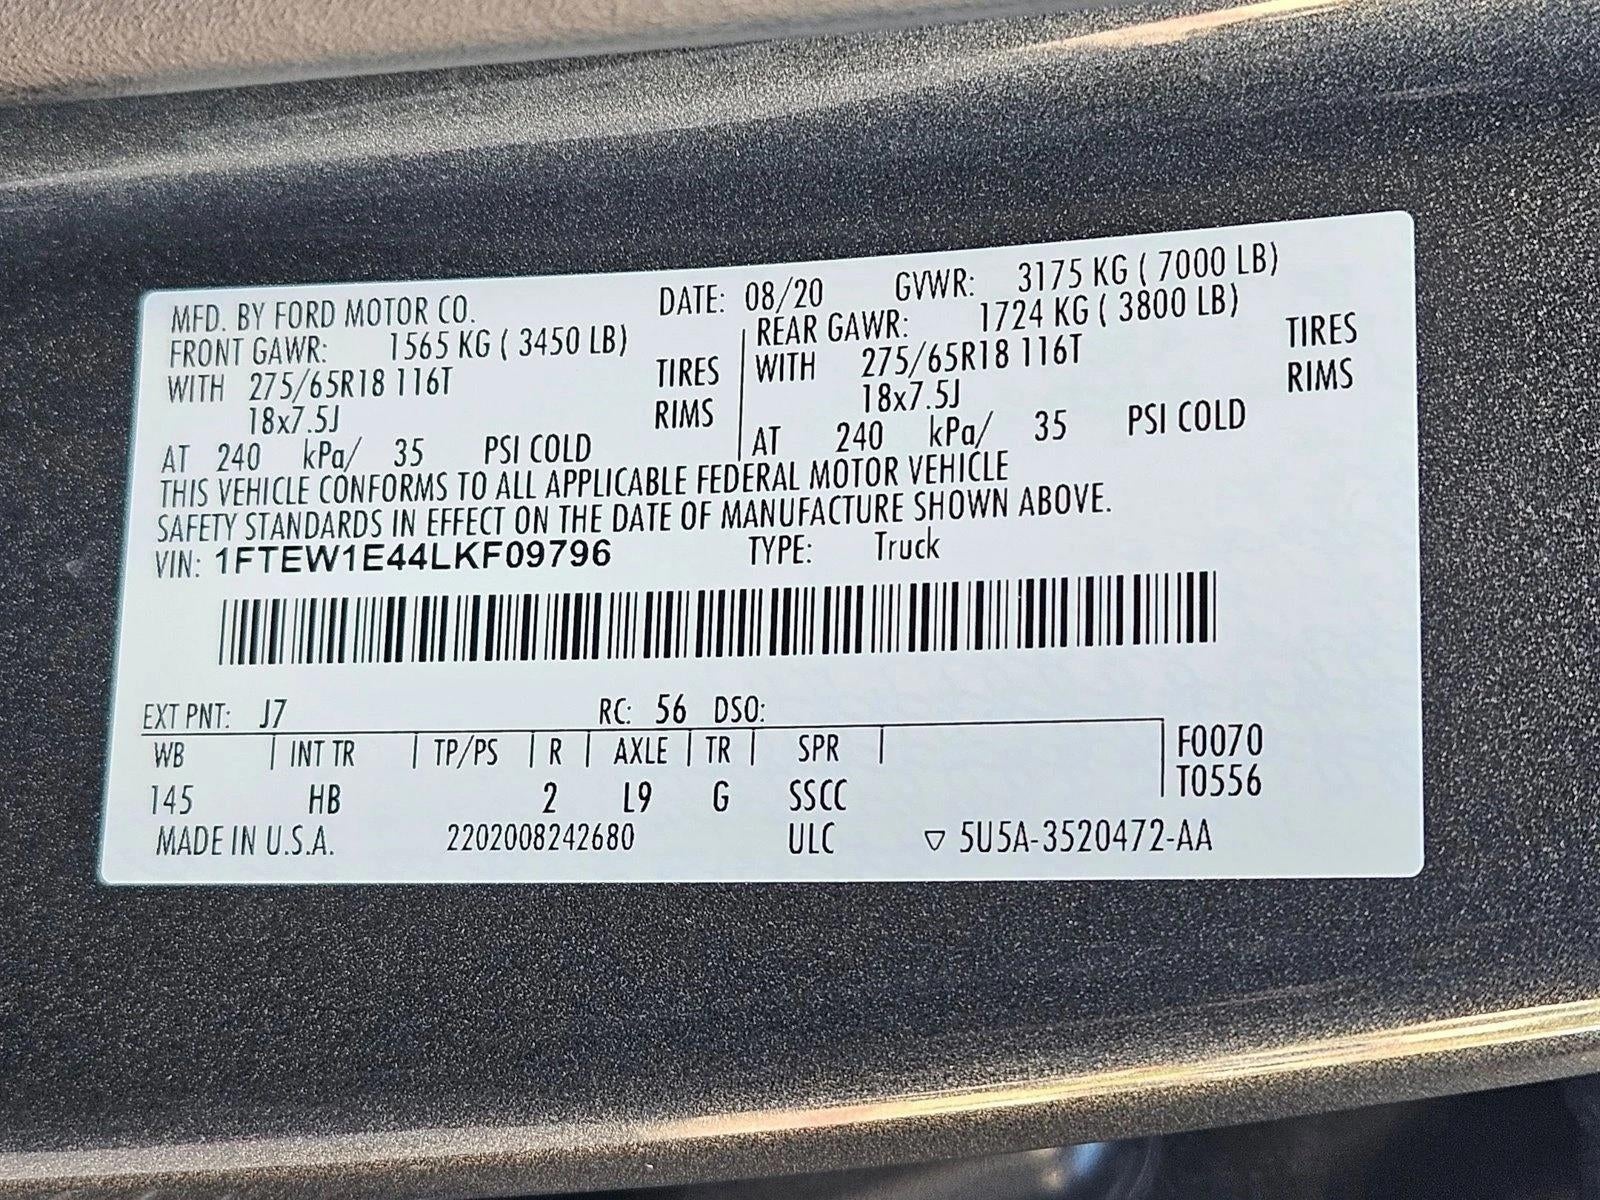 MFD. BY FORD MOTOR CO. DATE: 08/20 GVWR: 3175 KG ( 7000 LB)
FRONT GAWR: 1565 KG ( 3450 LB) REAR GAWR: 1724 KG ( 3800 LB)
WITH 275/65R18 116T TIRES WITH 275/65R18 116T TIRES
18x7.5J RIMS 18x7.5J RIMS
AT 240 kPa/ 35 PSI COLD AT 240 kPa/ 35 PSI COLD
THIS VEHICLE CONFORMS TO ALL APPLICABLE FEDERAL MOTOR VEHICLE
SAFETY STANDARDS IN EFFECT ON THE DATE OF MANUFACTURE SHOWN ABOVE.
VIN: 1FTEW1E44LKF09796 TYPE: Truck
EXT PNT: J7 RC: 56 DSO:
WB INT TR TP/PS R AXLE TR SPR F0070
145 HB 2 L9 G SSCC T0556
MADE IN U.S.A. 2202008242680 ULC ▽ 5U5A-3520472-AA